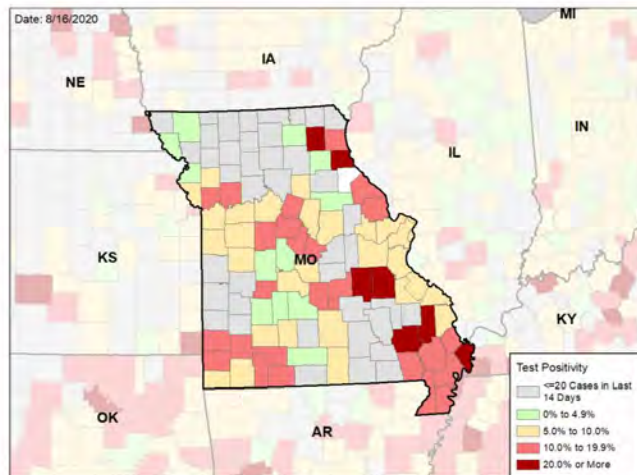 Date: 8/16/2020
MI
IA
NE
IL
IN
KS
MO
KY
OK
AR
Test Positivity
<=20 Cases in Last
14 Days
0% to 4.9%
5.0% to 10.0%
10.0% to 19.9%
20.0% or More